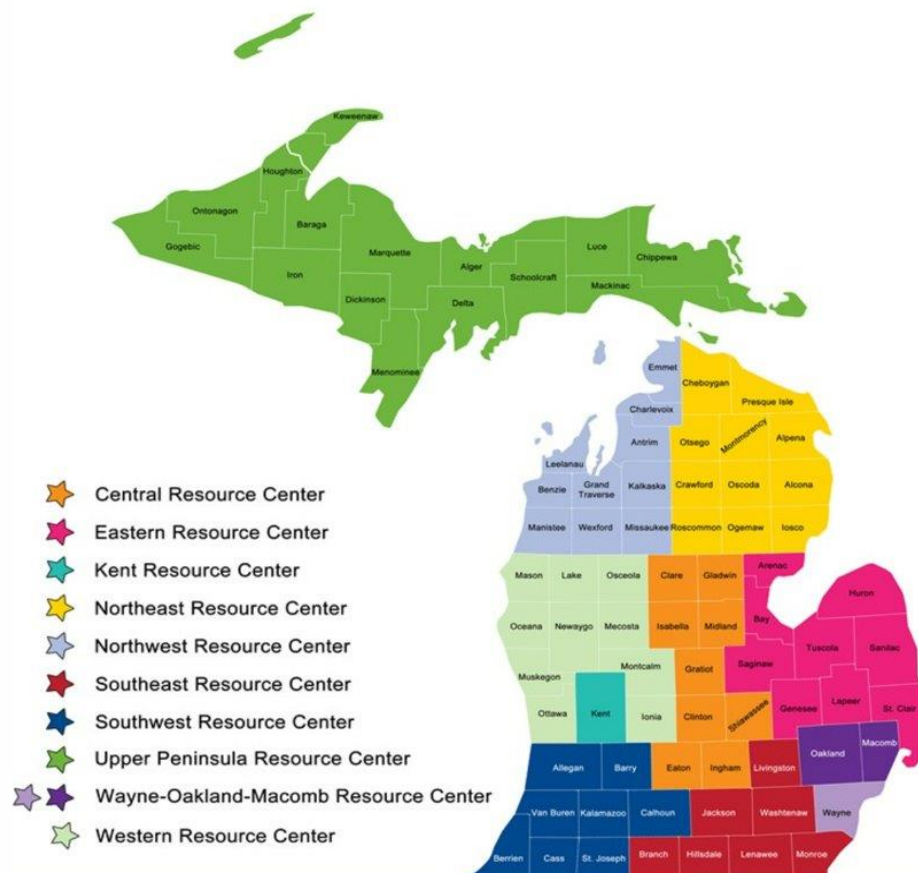 Keweenaw
Houghton
Ontonagon
Baraga
Gogebic
Marquette
Iron
Alger
Luce
Chippewa
Schoolcraft
Mackinac
Dickinson
Delta
Menominee
Emmet
Cheboygan
Presque Isle
Charlevoix
Antrim
Otsego
Montmorency
Alpena
Leelanau
Benzie
Grand
Traverse
Kalkaska
Crawford
Oscoda
Alcona
Manistee
Wexford
Missaukee
Roscommon
Ogemaw
Iosco
Central Resource Center
Eastern Resource Center
Kent Resource Center
Northeast Resource Center
Northwest Resource Center
Southeast Resource Center
Southwest Resource Center
Upper Peninsula Resource Center
Wayne-Oakland-Macomb Resource Center
Western Resource Center
Mason
Lake
Osceola
Clare
Gladwin
Arenac
Huron
Oceana
Newaygo
Mecosta
Isabella
Midland
Bay
Tuscola
Sanilac
Muskegon
Montcalm
Gratiot
Saginaw
Ottawa
Kent
Ionia
Clinton
Shiawassee
Genesee
Lapeer
St. Clair
Allegan
Barry
Eaton
Ingham
Livingston
Oakland
Macomb
Van Buren
Kalamazoo
Calhoun
Jackson
Washtenaw
Wayne
Berrien
Cass
St. Joseph
Branch
Hillsdale
Lenawee
Monroe